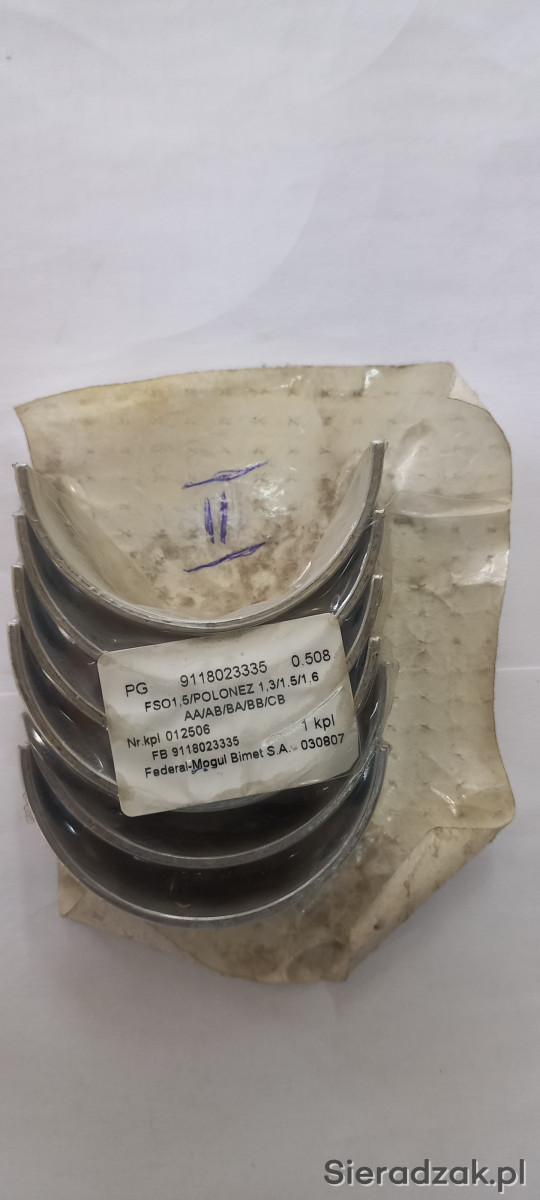 II
PG 9118023335 0.508
FSO1,5/POLONEZ 1,3/1.5/1,6
AA/AB/BA/BB/CB
Nr.kpl 012506 1 kpl
FB 9118023335
Federal-Mogul Bimet S.A. 030807
Sieradzak.pl